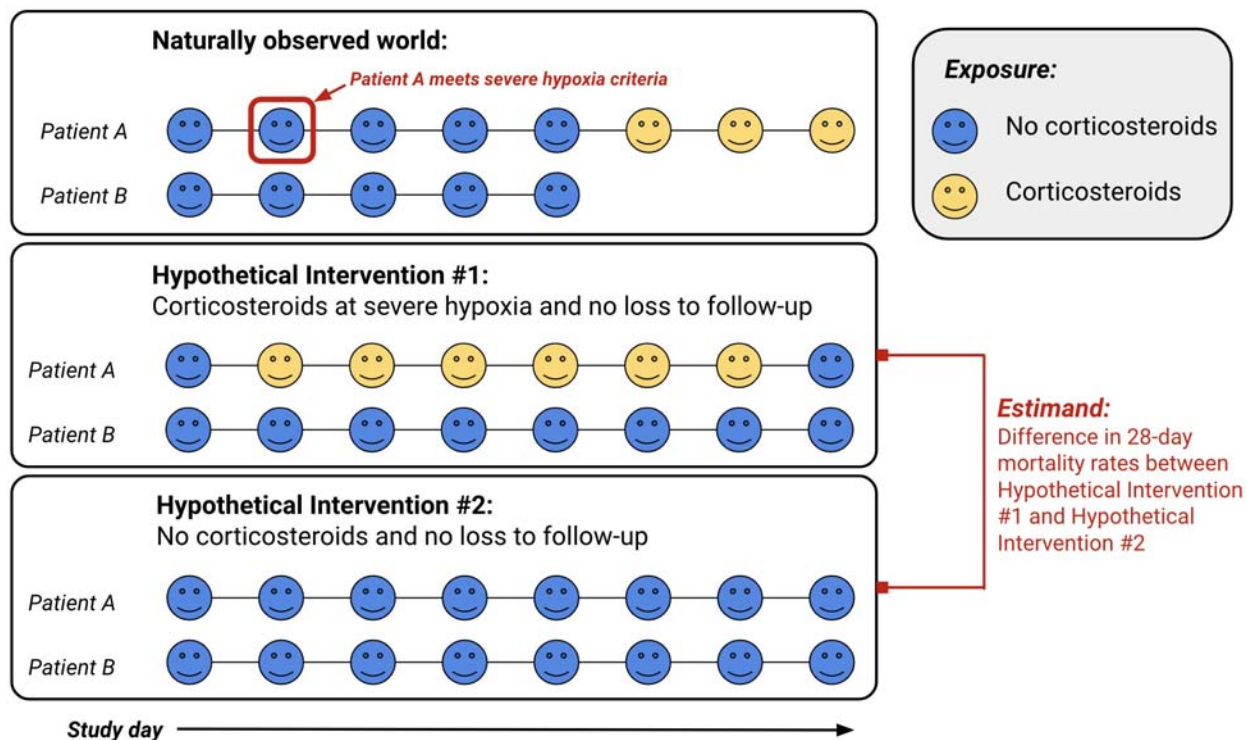 Naturally observed world:
Patient A meets severe hypoxia criteria
Patient A
Patient B
Exposure:
No corticosteroids
Corticosteroids
Hypothetical Intervention #1:
Corticosteroids at severe hypoxia and no loss to follow-up
Patient A
Patient B
Estimand:
Difference in 28-day
mortality rates between
Hypothetical Intervention
#1 and Hypothetical
Intervention #2
Hypothetical Intervention #2:
No corticosteroids and no loss to follow-up
Patient A
Patient B
Study day